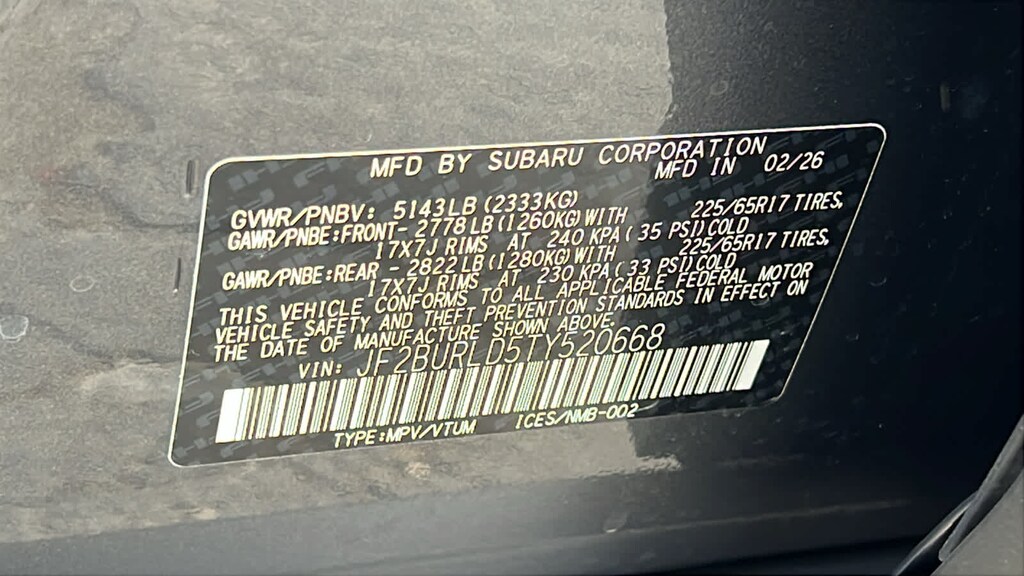 MFD BY SUBARU CORPORATION
MFD IN 02/26
GVWR/PNBV: 5143LB(2333KG)
GAWR/PNBE:FRONT- 2778LB(1260KG)WITH 225/65R17 TIRES,
17X7J RIMS AT 240 KPA( 35 PSI)COLD
GAWR/PNBE:REAR - 2822LB(1280KG)WITH 225/65R17 TIRES,
17X7J RIMS AT 230 KPA( 33 PSI)COLD
THIS VEHICLE CONFORMS TO ALL APPLICABLE FEDERAL MOTOR
VEHICLE SAFETY AND THEFT PREVENTION STANDARDS IN EFFECT ON
THE DATE OF MANUFACTURE SHOWN ABOVE.
VIN: JF2BURLD5TY520668
TYPE:MPV/VTUM ICES/NMB-002